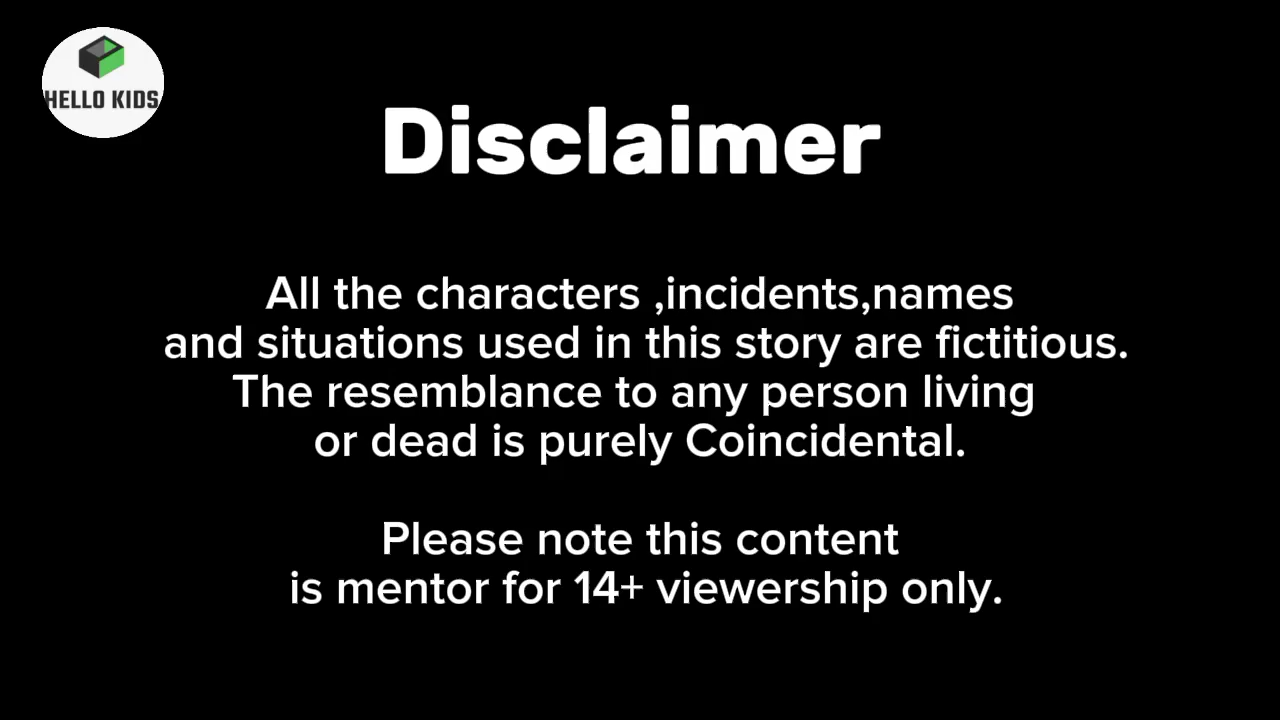 HELLO KIDS
Disclaimer
All the characters ,incidents,names
and situations used in this story are fictitious.
The resemblance to any person living
or dead is purely Coincidental.
Please note this content
is mentor for 14+ viewership only.